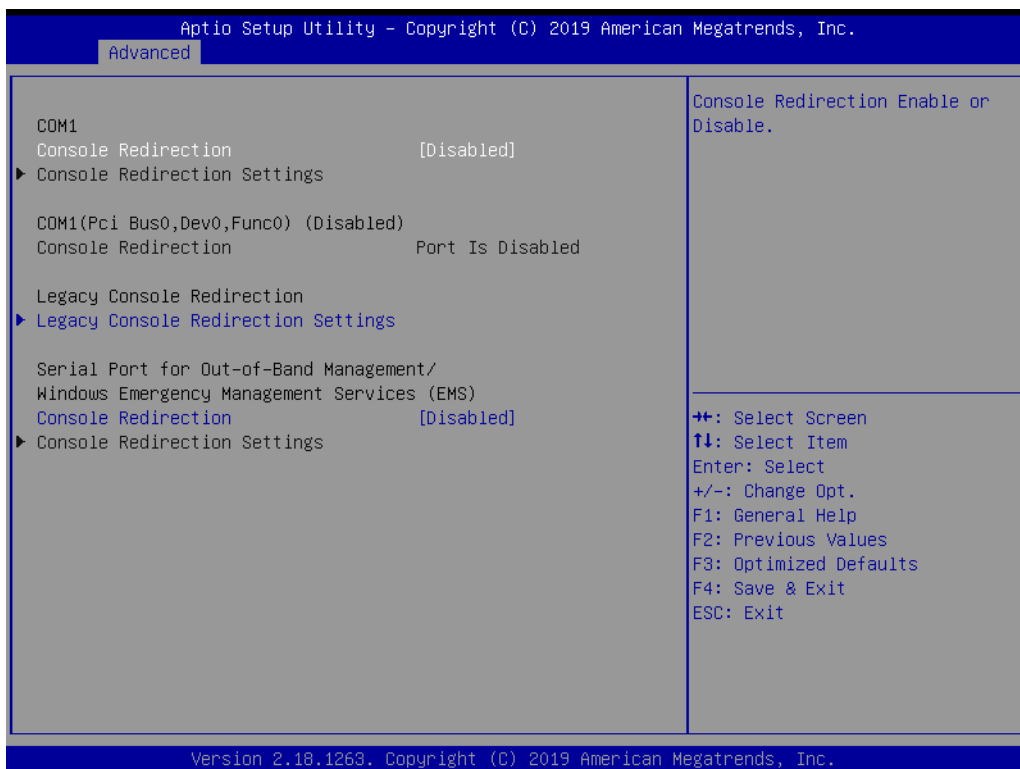 Aptio Setup Utility – Copyright (C) 2019 American Megatrends, Inc.
Advanced
COM1
Console Redirection [Disabled]
▶ Console Redirection Settings
COM1(Pci Bus0,Dev0,Func0) (Disabled)
Console Redirection Port Is Disabled
Legacy Console Redirection
▶ Legacy Console Redirection Settings
Serial Port for Out-of-Band Management/
Windows Emergency Management Services (EMS)
Console Redirection [Disabled]
▶ Console Redirection Settings
Console Redirection Enable or
Disable.
→←: Select Screen
↑↓: Select Item
Enter: Select
+/-: Change Opt.
F1: General Help
F2: Previous Values
F3: Optimized Defaults
F4: Save & Exit
ESC: Exit
Version 2.18.1263. Copyright (C) 2019 American Megatrends, Inc.